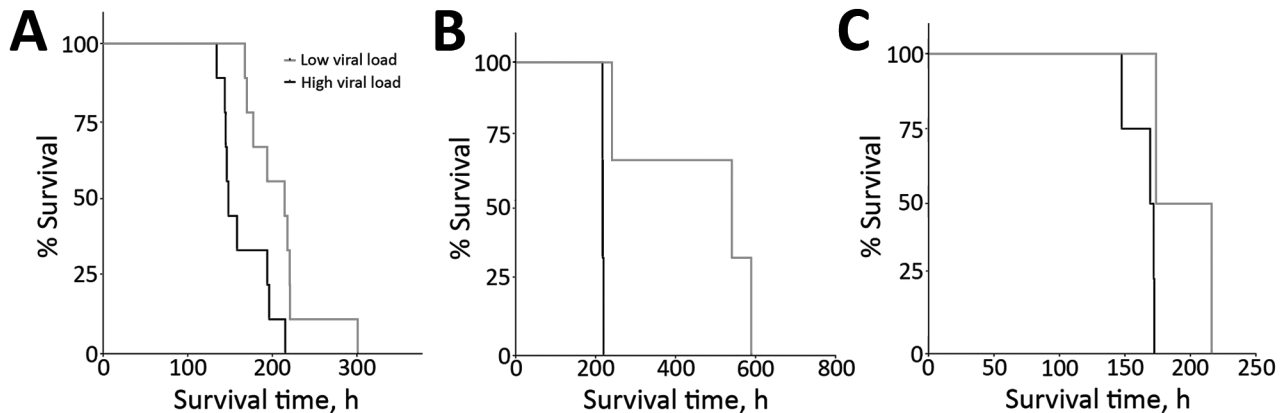 A
100
75
50
25
0
% Survival
0 100 200 300
Survival time, h
Low viral load
High viral load
B
100
75
50
25
0
% Survival
0 200 400 600 800
Survival time, h
C
100
75
50
25
0
% Survival
0 50 100 150 200 250
Survival time, h